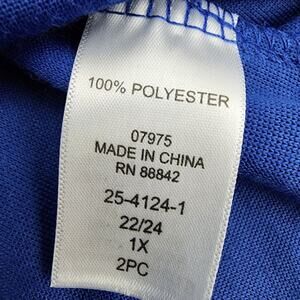 100% POLYESTER
07975
MADE IN CHINA
RN 88842
25-4124-1
22/24
1X
2PC